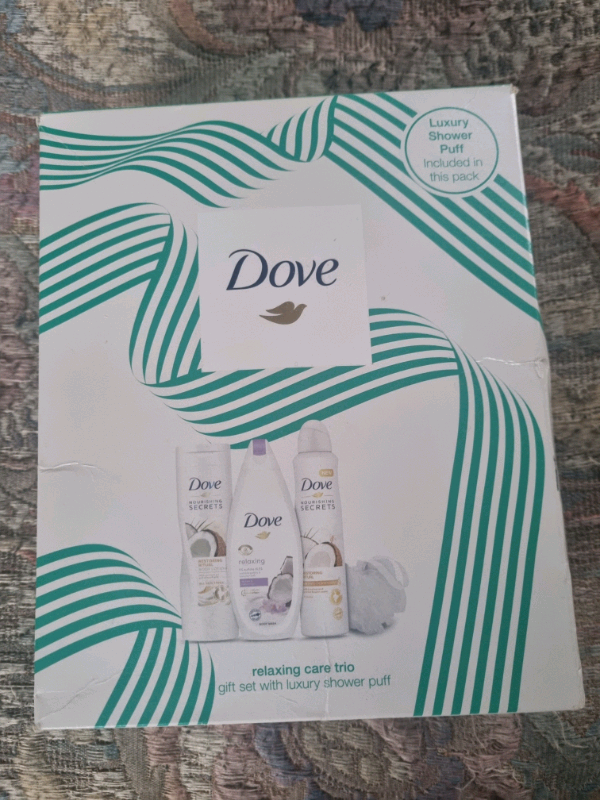 Luxury
Shower
Puff
Included in
this pack
Dove
Dove
NOURISHING
SECRETS
Dove
relaxing
Dove
NOURISHING
SECRETS
relaxing care trio
gift set with luxury shower puff